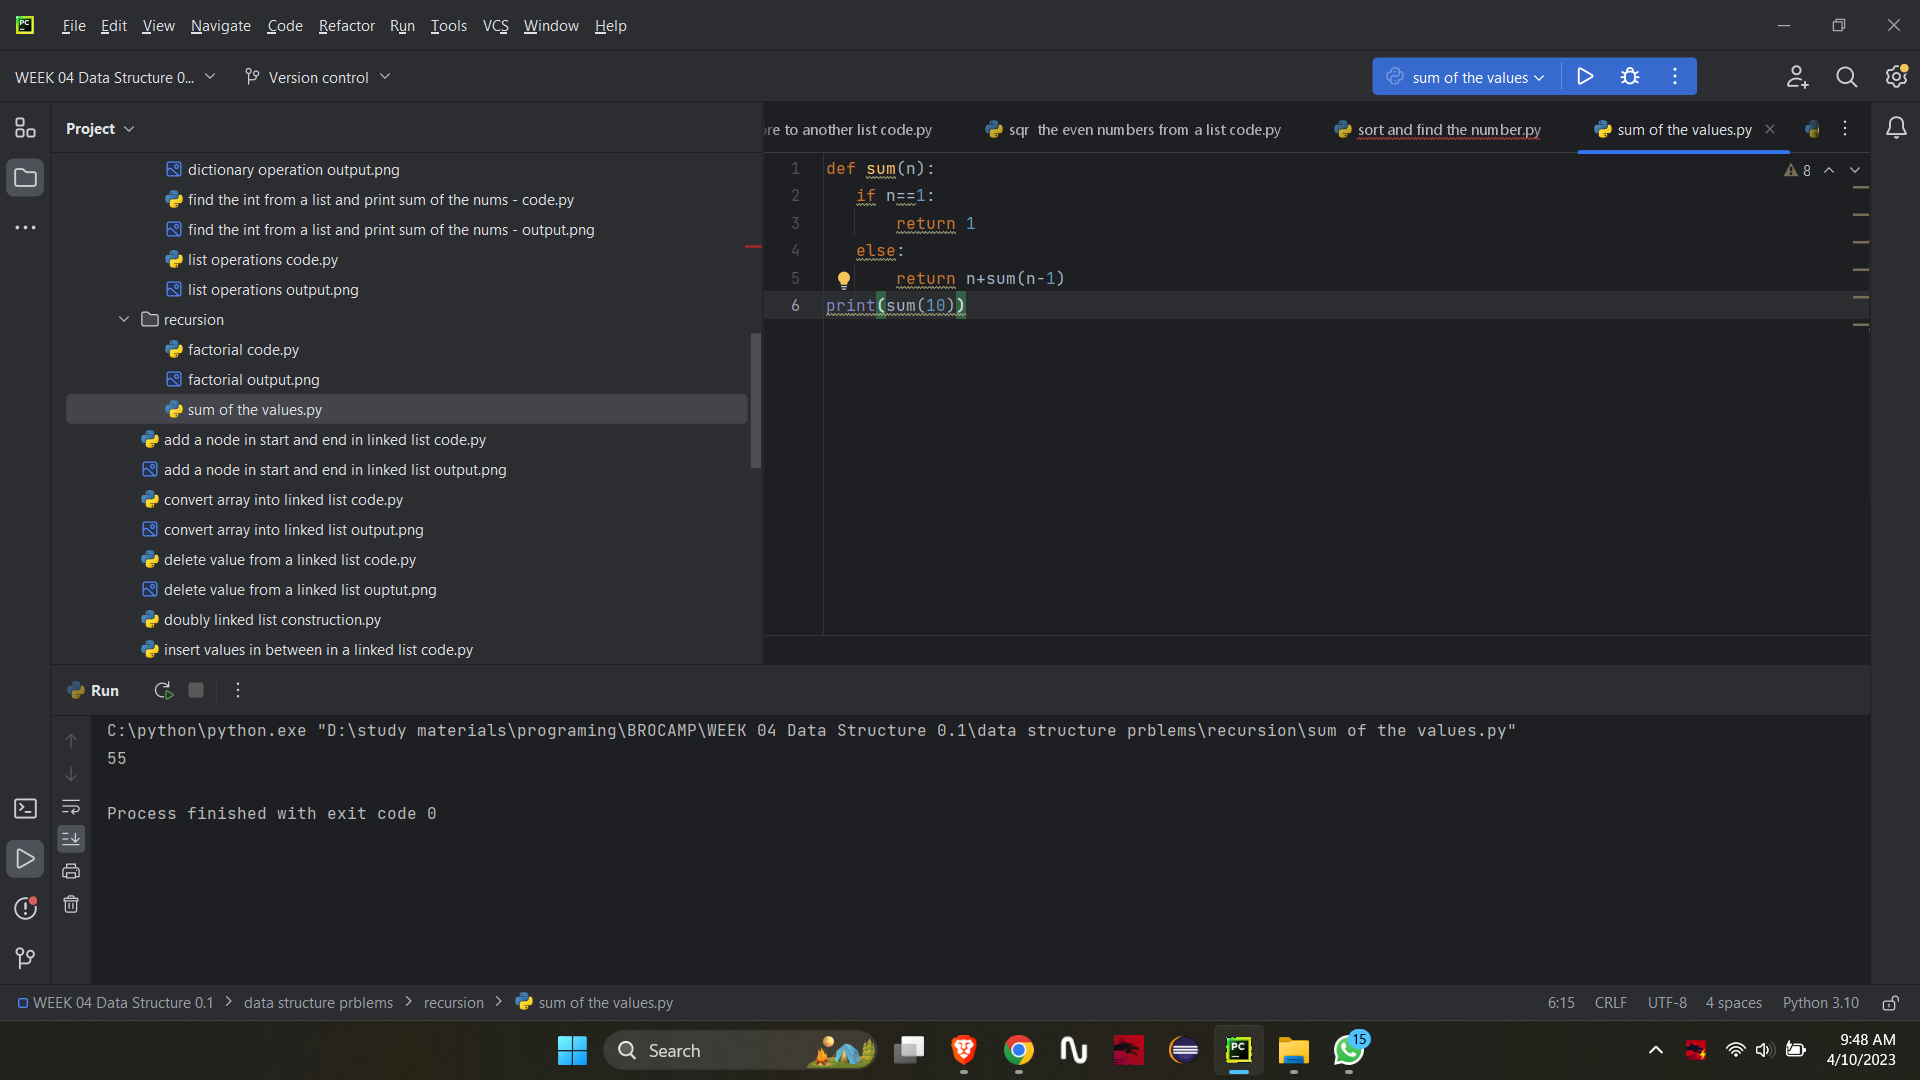 File Edit View Navigate Code Refactor Run Tools VCS Window Help
WEEK 04 Data Structure 0... Version control sum of the values
Project
re to another list code.py sqr the even numbers from a list code.py sort and find the number.py sum of the values.py
dictionary operation output.png
find the int from a list and print sum of the nums - code.py
find the int from a list and print sum of the nums - output.png
list operations code.py
list operations output.png
recursion
factorial code.py
factorial output.png
sum of the values.py
add a node in start and end in linked list code.py
add a node in start and end in linked list output.png
convert array into linked list code.py
convert array into linked list output.png
delete value from a linked list code.py
delete value from a linked list ouptut.png
doubly linked list construction.py
insert values in between in a linked list code.py
8
1 def sum(n):
2 if n==1:
3 return 1
4 else:
5 return n+sum(n-1)
6 print(sum(10))
Run
C:\python\python.exe "D:\study materials\programing\BROCAMP\WEEK 04 Data Structure 0.1\data structure prblems\recursion\sum of the values.py"
55
Process finished with exit code 0
WEEK 04 Data Structure 0.1 > data structure prblems > recursion > sum of the values.py 6:15 CRLF UTF-8 4 spaces Python 3.10
Search
PC
15
9:48 AM
4/10/2023